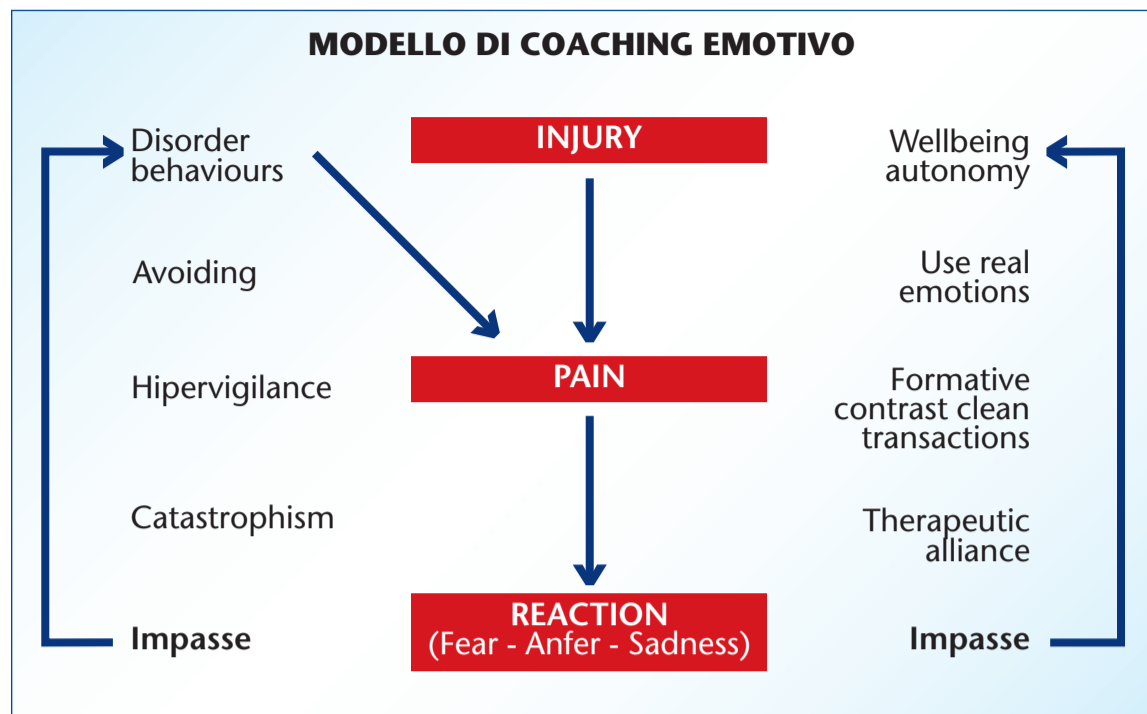 MODELLO DI COACHING EMOTIVO
Disorder
behaviours
Avoiding
Hipervigilance
Catastrophism
Impasse
INJURY
PAIN
REACTION
(Fear - Anfer - Sadness)
Wellbeing
autonomy
Use real
emotions
Formative
contrast clean
transactions
Therapeutic
alliance
Impasse